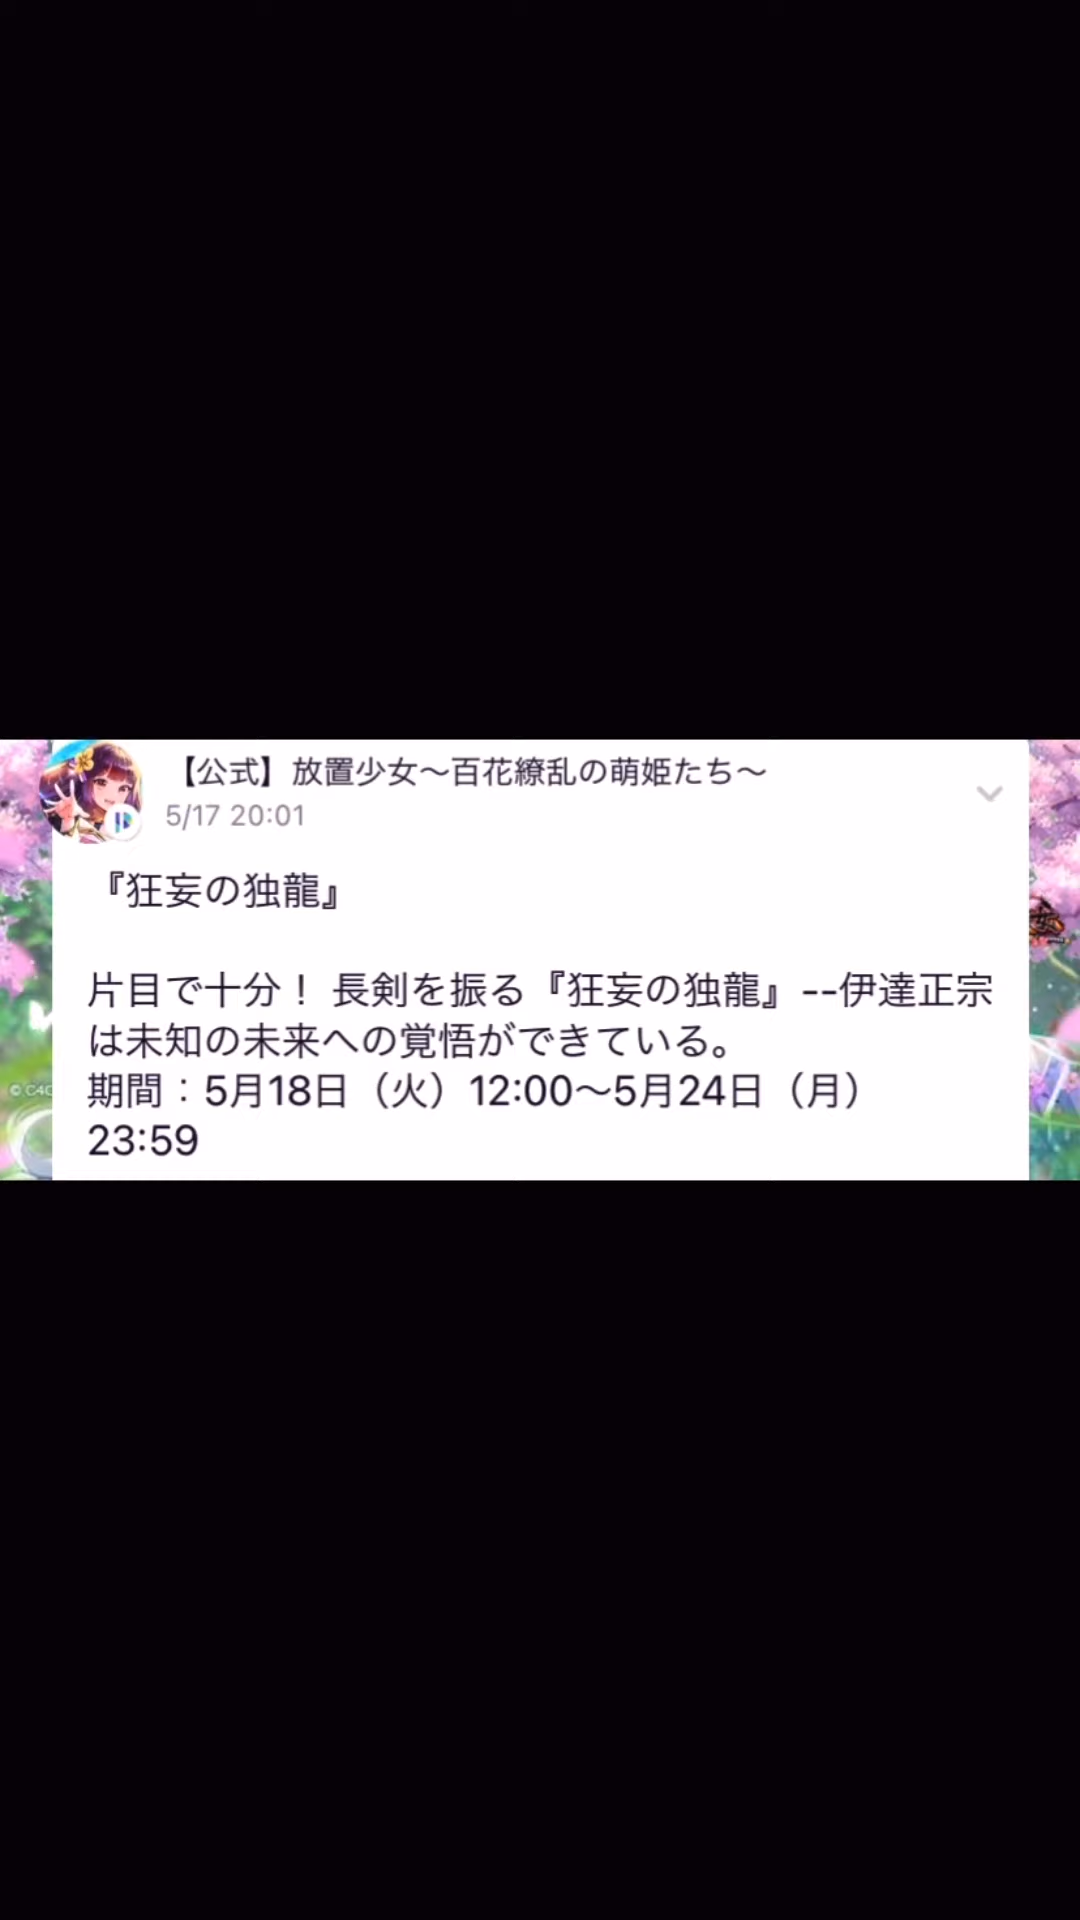 【公式】放置少女〜百花繚乱の萌姫たち〜
5/17 20:01
『狂妄の独龍』
片目で十分！ 長剣を振る『狂妄の独龍』--伊達正宗
は未知の未来への覚悟ができている。
期間：5月18日（火）12:00〜5月24日（月）
23:59
© C4C